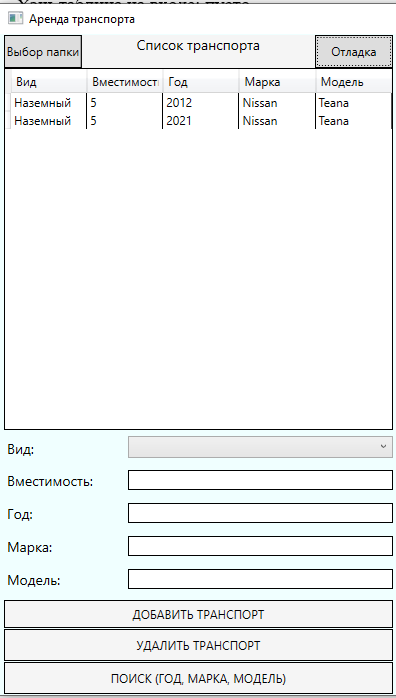 Аренда транспорта
Выбор папки Список транспорта Отладка
Вид Вместимост Год Марка Модель
Наземный 5 2012 Nissan Teana
Наземный 5 2021 Nissan Teana
Вид:
Вместимость:
Год:
Марка:
Модель:
ДОБАВИТЬ ТРАНСПОРТ
УДАЛИТЬ ТРАНСПОРТ
ПОИСК (ГОД, МАРКА, МОДЕЛЬ)